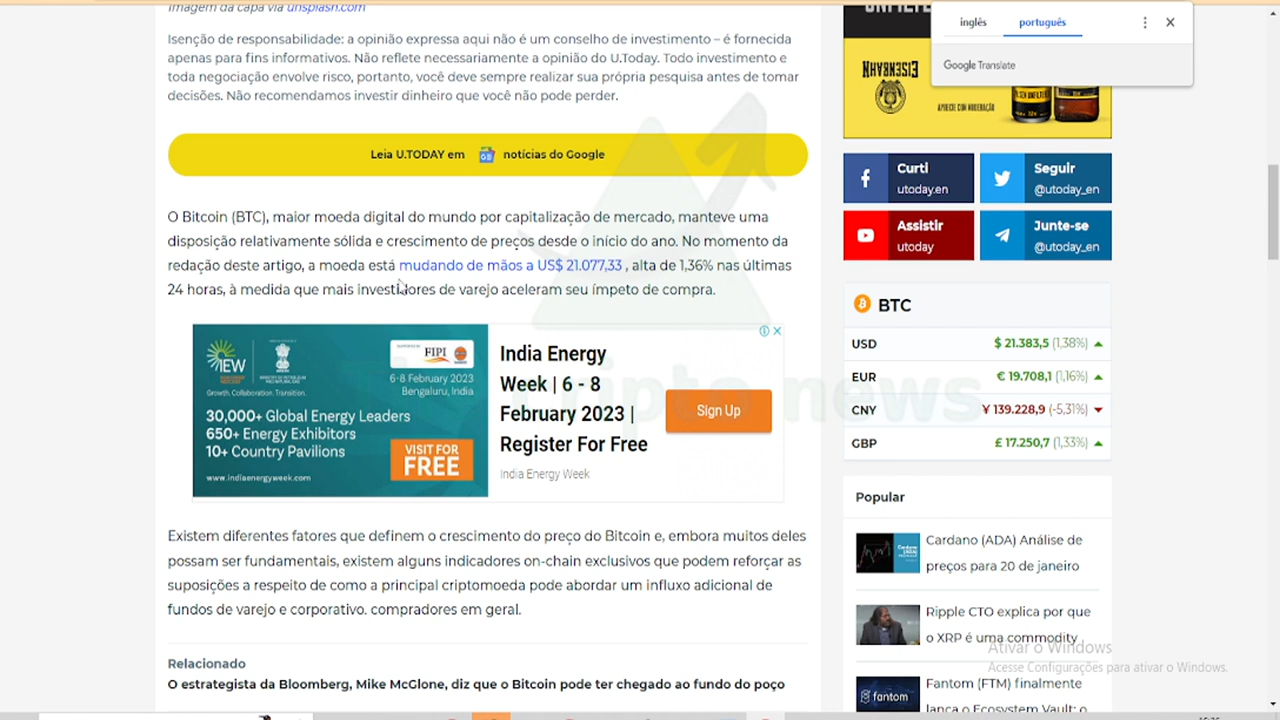 Imagem da capa via unsplash.com
Isenção de responsabilidade: a opinião expressa aqui não é um conselho de investimento – é fornecida
apenas para fins informativos. Não reflete necessariamente a opinião do U.Today. Todo investimento e
toda negociação envolve risco, portanto, você deve sempre realizar sua própria pesquisa antes de tomar
decisões. Não recomendamos investir dinheiro que você não pode perder.
Leia U.TODAY em notícias do Google
O Bitcoin (BTC), maior moeda digital do mundo por capitalização de mercado, manteve uma
disposição relativamente sólida e crescimento de preços desde o início do ano. No momento da
redação deste artigo, a moeda está mudando de mãos a US$ 21.077,33 , alta de 1,36% nas últimas
24 horas, à medida que mais investidores de varejo aceleram seu ímpeto de compra.
IEW
Growth. Collaboration. Transition.
FIPI
6-8 February 2023
Bengaluru, India
30,000+ Global Energy Leaders
650+ Energy Exhibitors
10+ Country Pavilions
www.indiaenergyweek.com
VISIT FOR
FREE
India Energy
Week | 6 - 8
February 2023 |
Register For Free
India Energy Week
Sign Up
cripto news
Existem diferentes fatores que definem o crescimento do preço do Bitcoin e, embora muitos deles
possam ser fundamentais, existem alguns indicadores on-chain exclusivos que podem reforçar as
suposições a respeito de como a principal criptomoeda pode abordar um influxo adicional de
fundos de varejo e corporativo. compradores em geral.
Relacionado
O estrategista da Bloomberg, Mike McGlone, diz que o Bitcoin pode ter chegado ao fundo do poço
inglês
português
Google Translate
EISENBAHN
APRECIE COM MODERAÇÃO
Curti
utoday.en
Seguir
@utoday_en
Assistir
utoday
Junte-se
@utoday_en
BTC
USD $ 21.383,5 (1,38%)
EUR € 19.708,1 (1,16%)
CNY ¥ 139.228,9 (-5,31%)
GBP £ 17.250,7 (1,33%)
Popular
Cardano (ADA) Análise de
preços para 20 de janeiro
Ripple CTO explica por que
o XRP é uma commodity
fantom
Fantom (FTM) finalmente
lança o Ecosystem Vault: o
Ativar o Windows
Acesse Configurações para ativar o Windows.